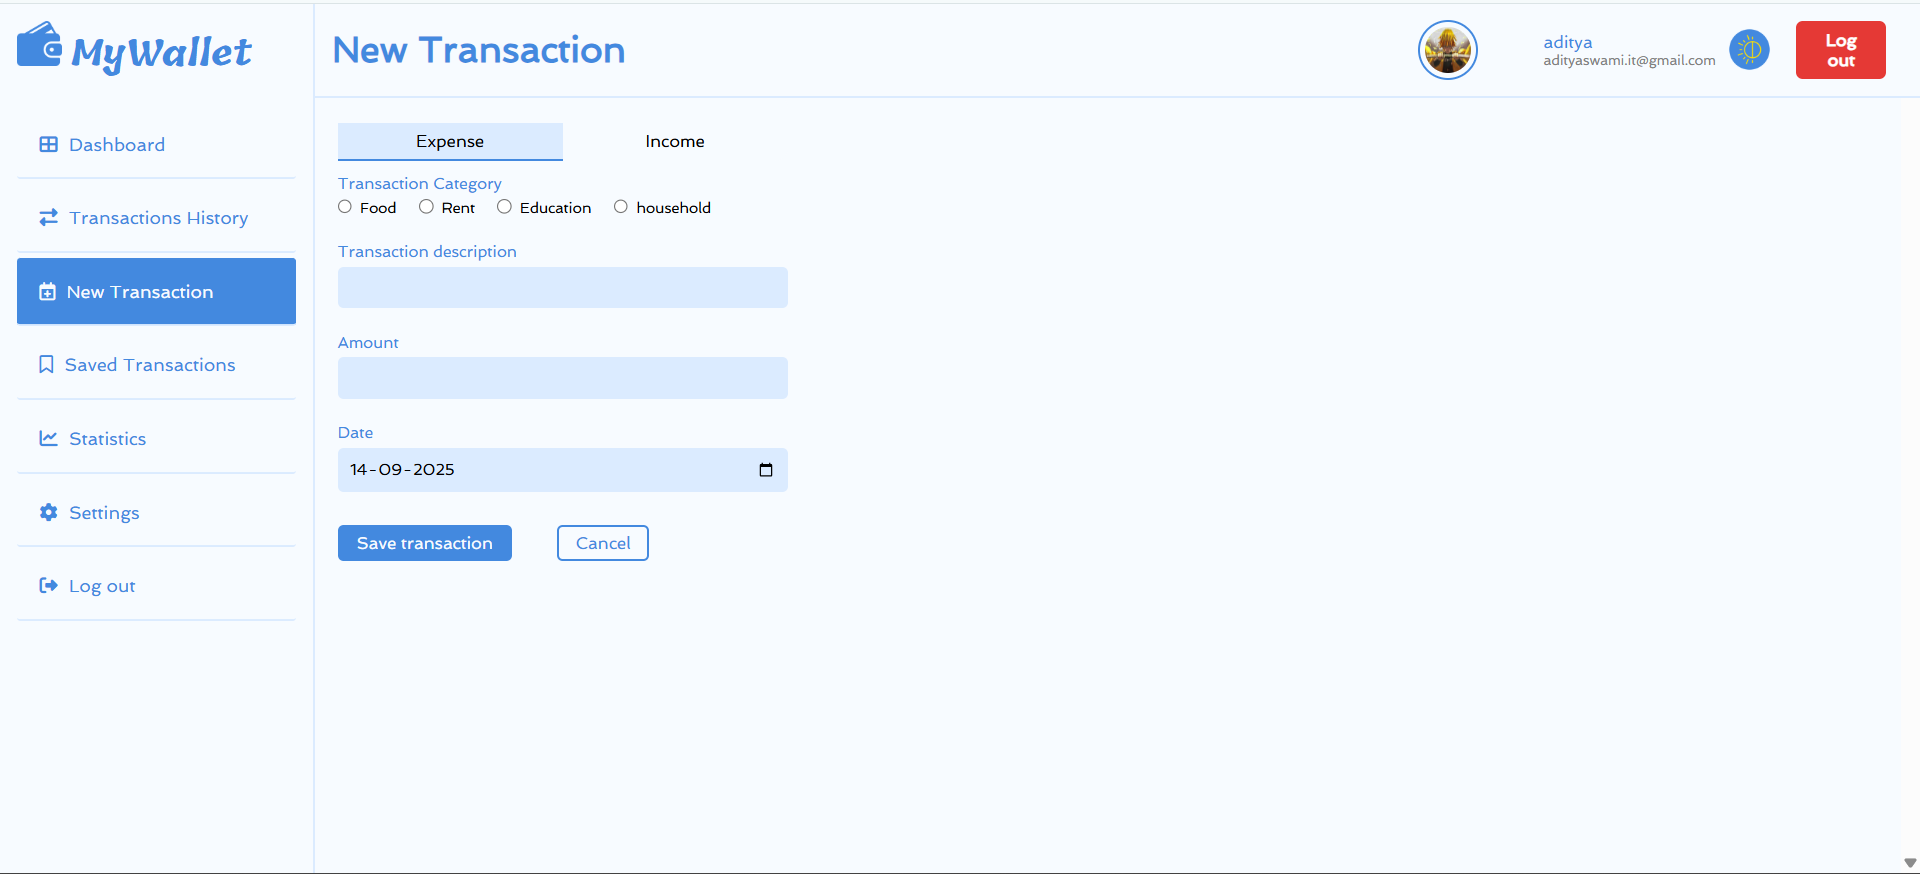 MyWallet
New Transaction
aditya
adityaswami.it@gmail.com
Log
out
Dashboard
Transactions History
New Transaction
Saved Transactions
Statistics
Settings
Log out
Expense Income
Transaction Category
Food Rent Education household
Transaction description
Amount
Date
14-09-2025
Save transaction Cancel